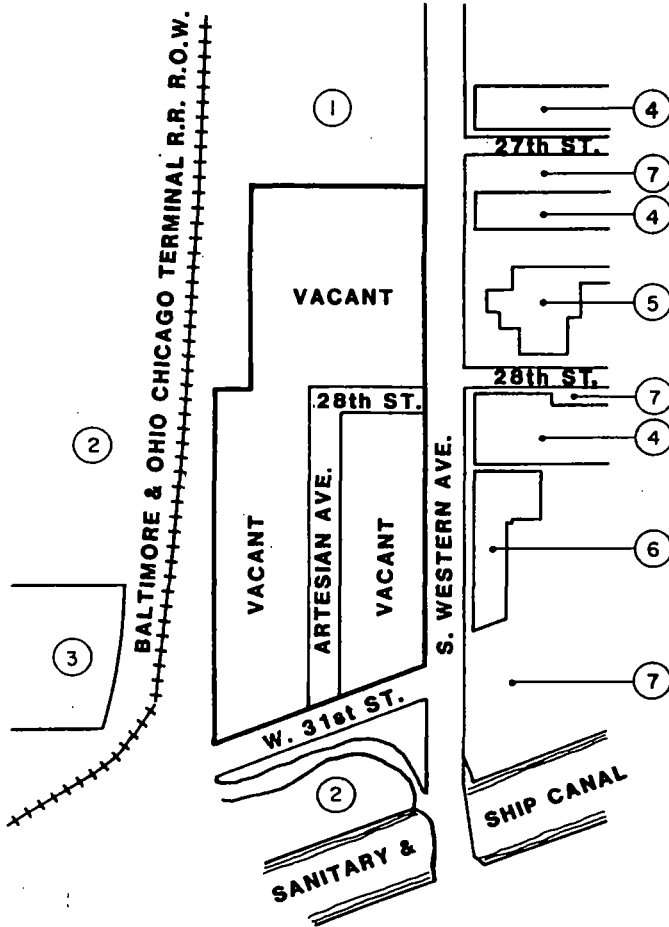 1
4
27th ST.
7
4
VACANT
5
28th ST.
7
28th ST.
4
2
BALTIMORE & OHIO CHICAGO TERMINAL R.R. R.O.W.
VACANT
ARTESIAN AVE.
VACANT
S. WESTERN AVE.
6
3
7
W. 31st ST.
2
SHIP CANAL
SANITARY &